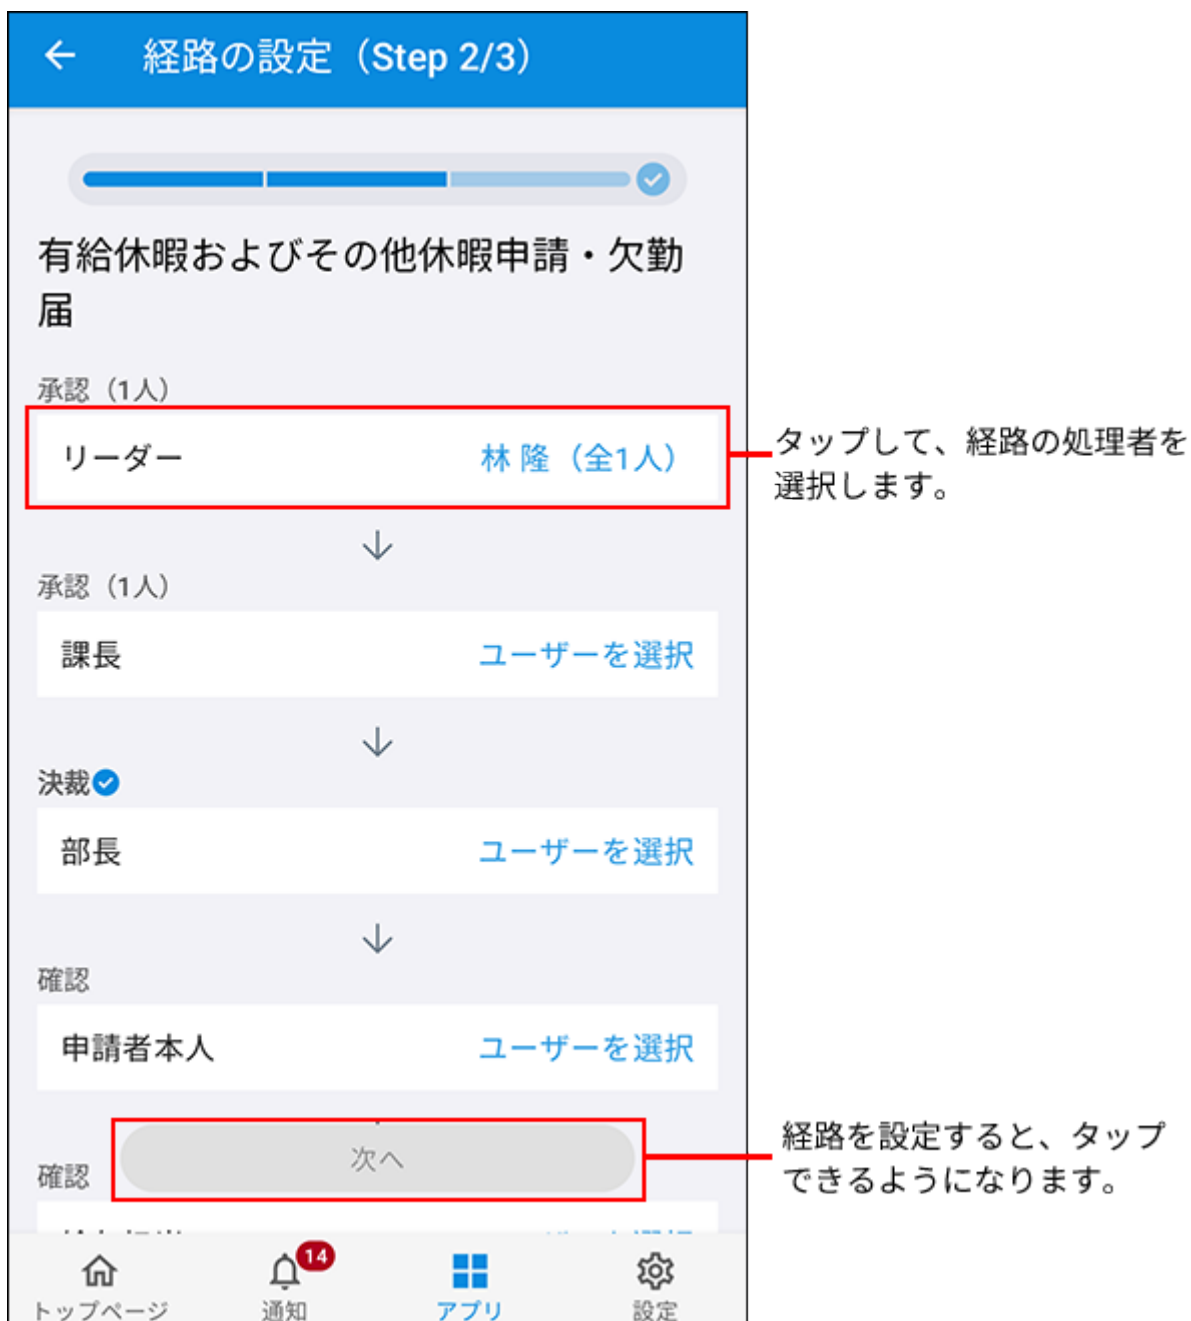 経路の設定（Step 2/3）
有給休暇およびその他休暇申請・欠勤
届
承認（1人）
リーダー 林 隆（全1人）
タップして、経路の処理者を
選択します。
承認（1人）
課長 ユーザーを選択
決裁
部長 ユーザーを選択
確認
申請者本人 ユーザーを選択
次へ
経路を設定すると、タップ
できるようになります。
確認
14
トップページ 通知 アプリ 設定